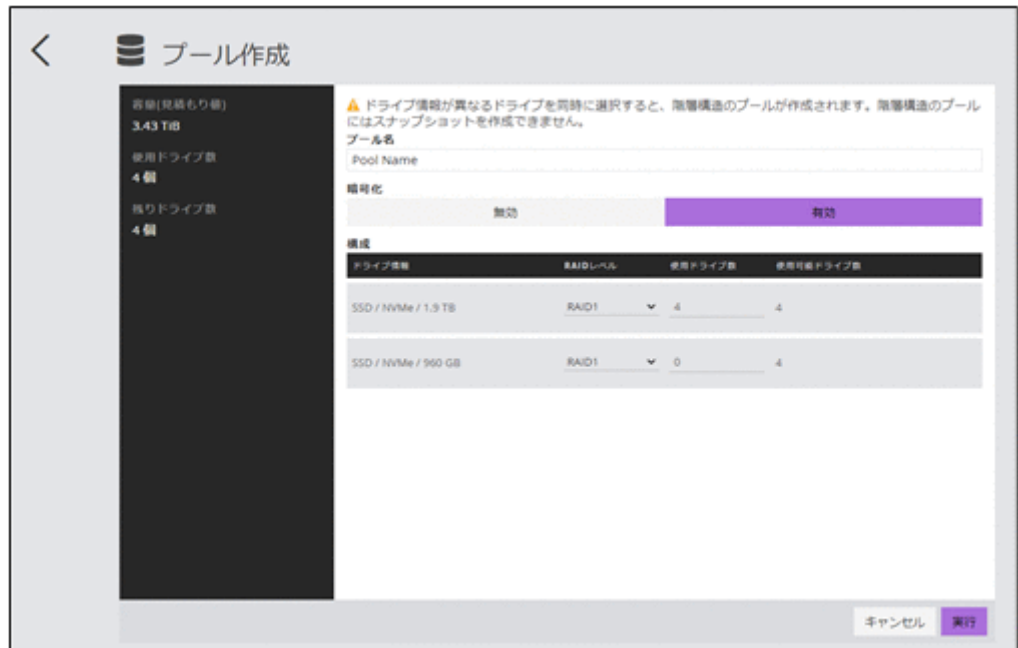 プール作成
容量(見積もり値)
3.43 TiB
使用ドライブ数
4 個
残りドライブ数
4 個
ドライブ情報が異なるドライブを同時に選択すると、階層構造のプールが作成されます。階層構造のプール
にはスナップショットを作成できません。
プール名
Pool Name
暗号化
無効 有効
構成
ドライブ情報 RAIDレベル 使用ドライブ数 使用可能ドライブ数
SSD / NVMe / 1.9 TB RAID1 4 4
SSD / NVMe / 960 GB RAID1 0 4
キャンセル 実行